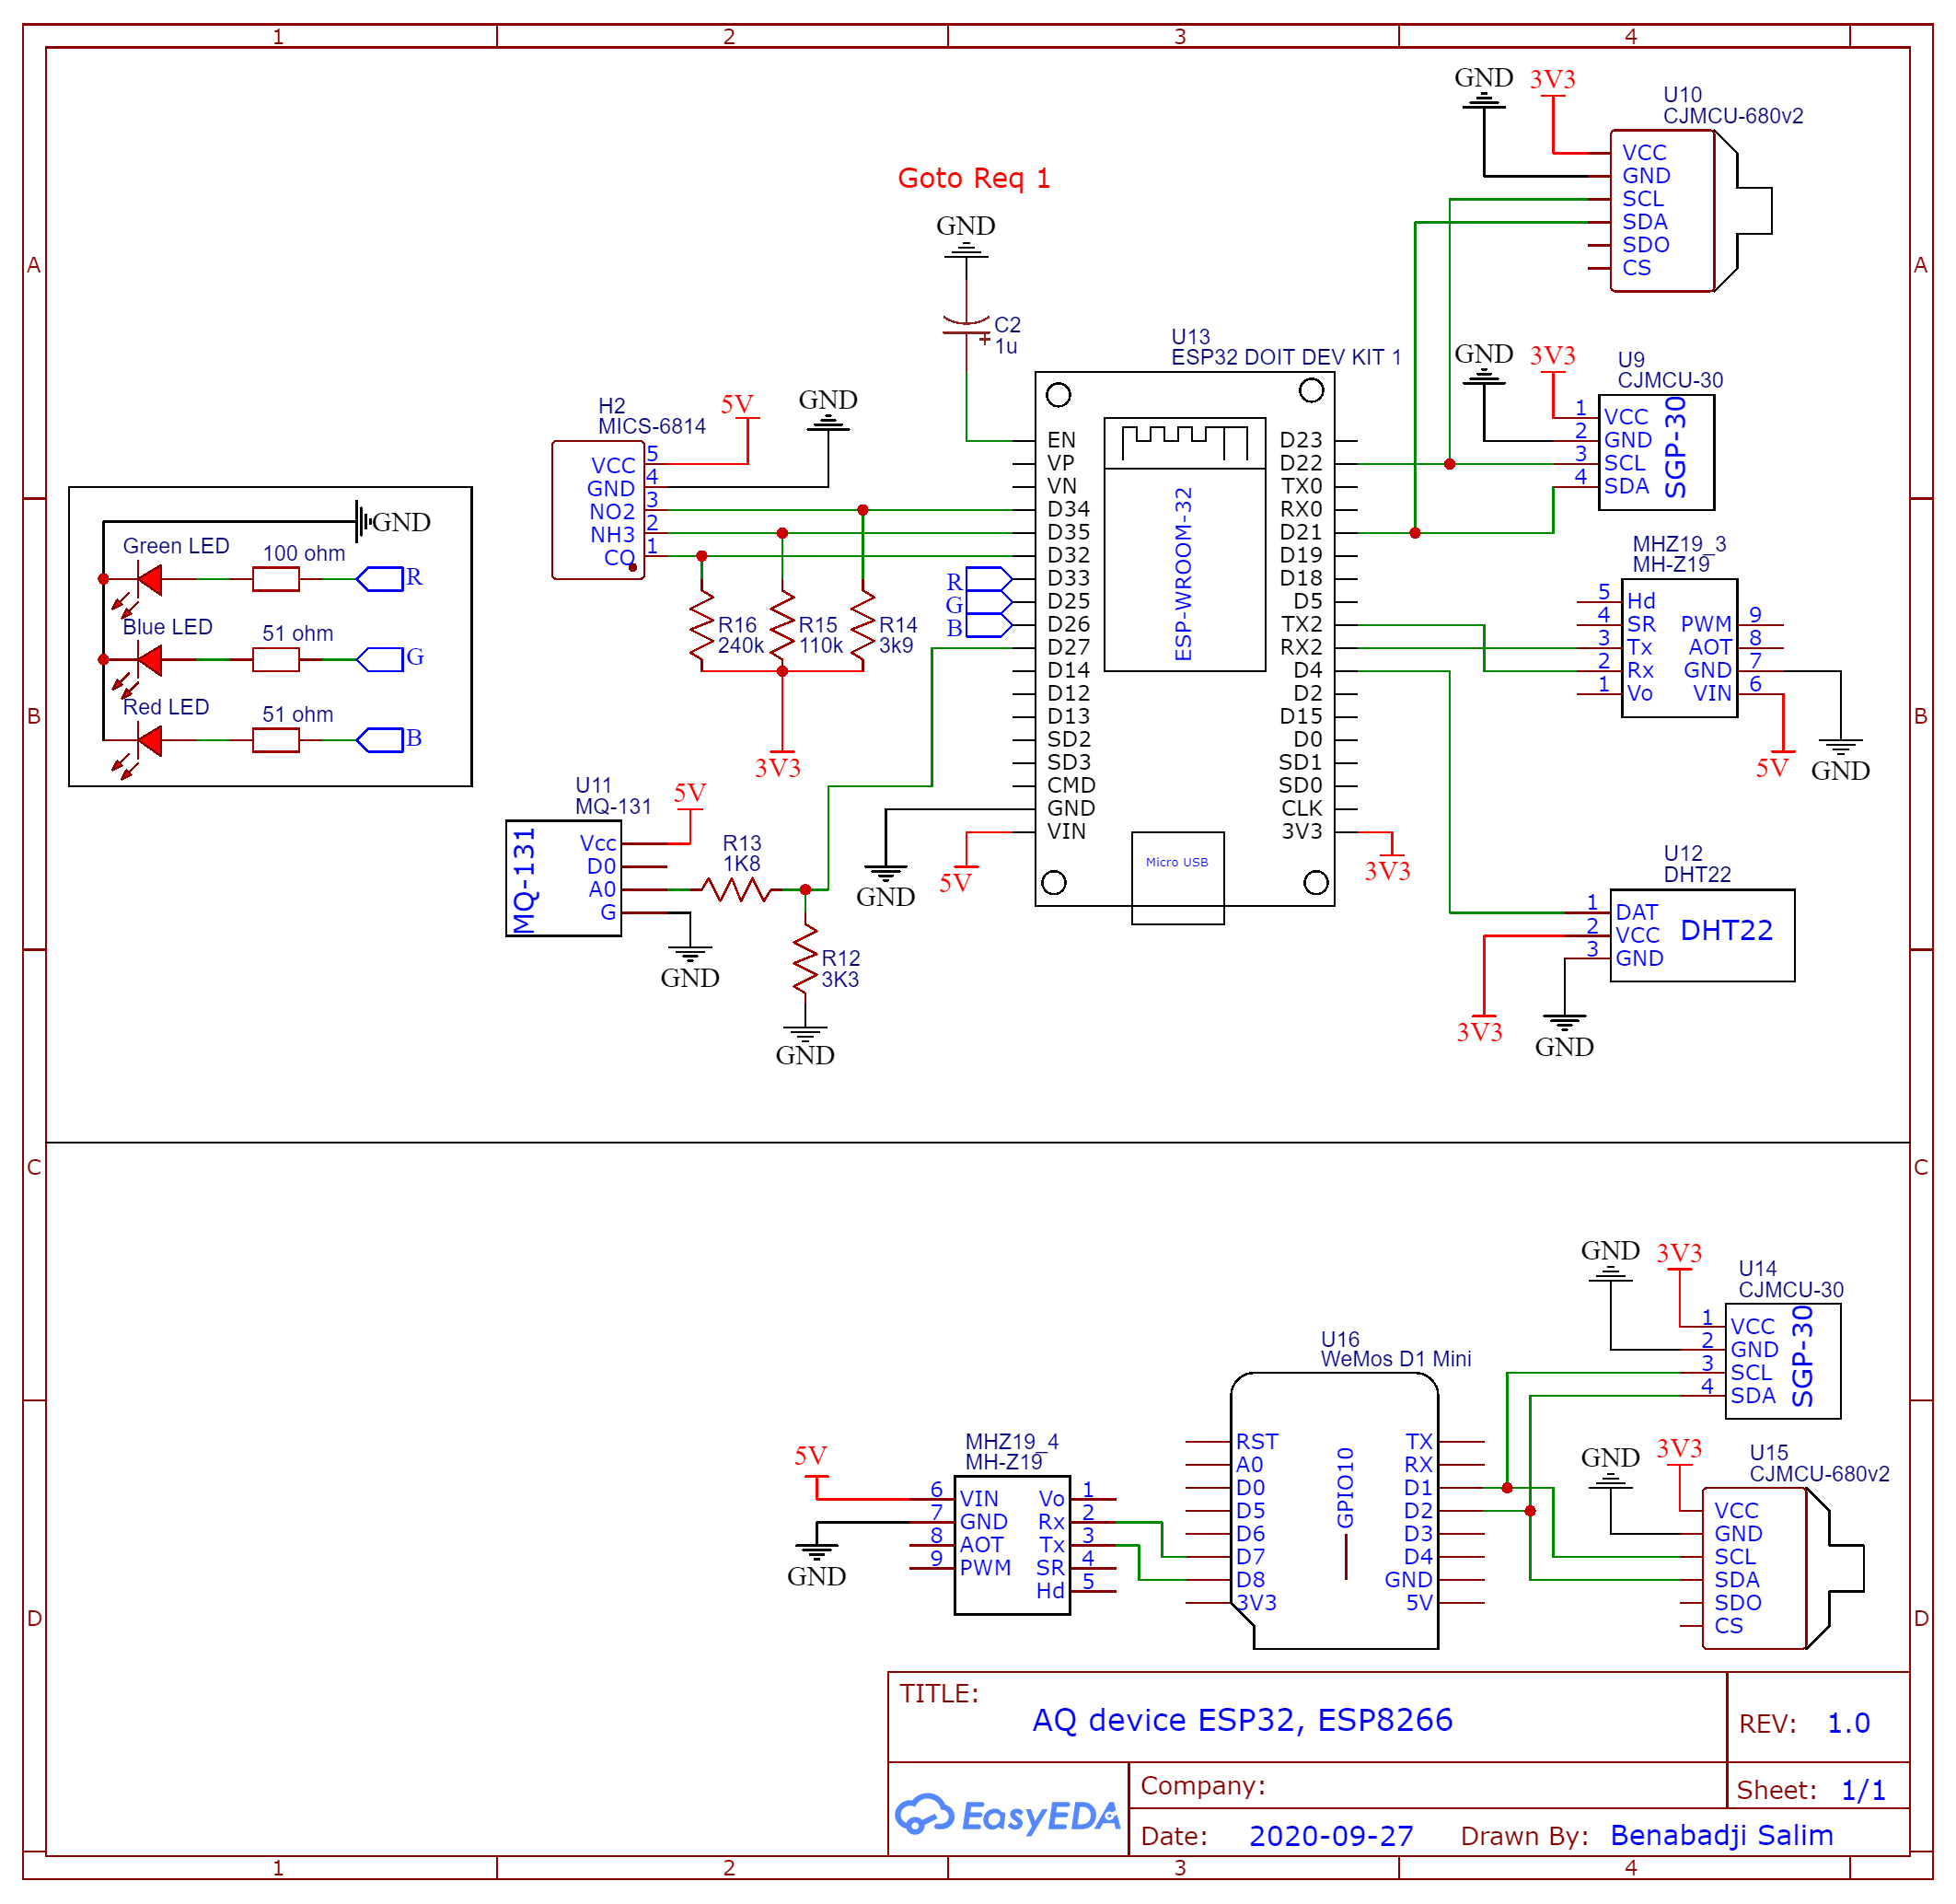 1 2 3 4
A
B
C
D
A
B
C
D
1 2 3 4
Goto Req 1
GND
C2
1u
GND 3V3
U10
CJMCU-680v2
VCC
GND
SCL
SDA
SDO
CS
U13
ESP32 DOIT DEV KIT 1
ESP-WROOM-32
Micro USB
EN
VP
VN
D34
D35
D32
D33
D25
D26
D27
D14
D12
D13
SD2
SD3
CMD
GND
VIN
D23
D22
TX0
RX0
D21
D19
D18
D5
TX2
RX2
D4
D2
D15
D0
SD1
SD0
CLK
3V3
R
G
B
GND
5V
3V3
GND 3V3
U9
CJMCU-30
1 VCC
2 GND
3 SCL
4 SDA
SGP-30
H2
MICS-6814
5V
GND
VCC 5
GND 4
NO2 3
NH3 2
CO 1
R16
240k
R15
110k
R14
3k9
3V3
GND
Green LED
100 ohm
R
Blue LED
51 ohm
G
Red LED
51 ohm
B
MHZ19_3
MH-Z19
5 Hd
4 SR
3 Tx
2 Rx
1 Vo
PWM 9
AOT 8
GND 7
VIN 6
5V
GND
U11
MQ-131
5V
MQ-131
Vcc
D0
A0
G
GND
R13
1K8
R12
3K3
GND
U12
DHT22
1 DAT
2 VCC
3 GND
DHT22
3V3
GND
GND 3V3
U14
CJMCU-30
1 VCC
2 GND
3 SCL
4 SDA
SGP-30
U16
WeMos D1 Mini
RST
A0
D0
D5
D6
D7
D8
3V3
GPIO10
TX
RX
D1
D2
D3
D4
GND
5V
MHZ19_4
MH-Z19
5V
GND
6 VIN
7 GND
8 AOT
9 PWM
Vo 1
Rx 2
Tx 3
SR 4
Hd 5
GND 3V3
U15
CJMCU-680v2
VCC
GND
SCL
SDA
SDO
CS
TITLE:
AQ device ESP32, ESP8266
REV: 1.0
EasyEDA
Company:
Sheet: 1/1
Date: 2020-09-27
Drawn By: Benabadji Salim